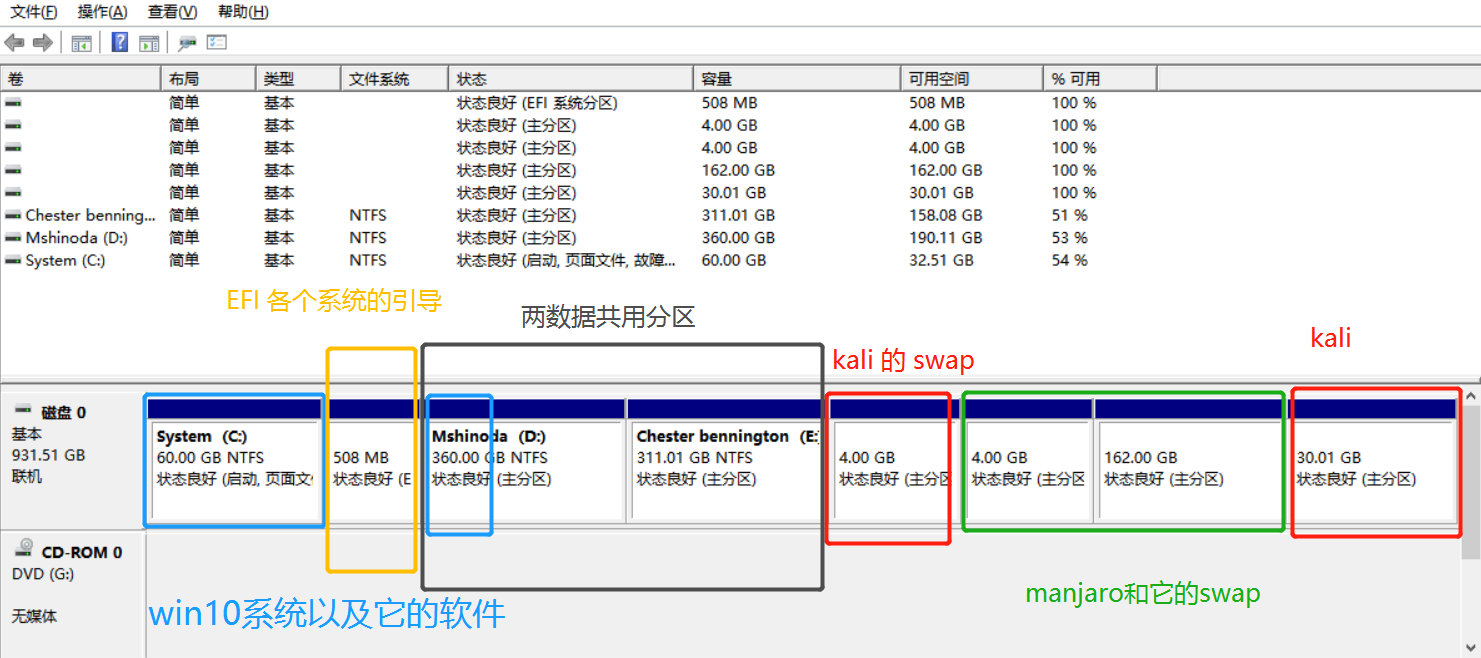 文件(F) 操作(A) 查看(V) 帮助(H)
卷 布局 类型 文件系统 状态 容量 可用空间 % 可用
简单 基本 状态良好 (EFI 系统分区) 508 MB 508 MB 100 %
简单 基本 状态良好 (主分区) 4.00 GB 4.00 GB 100 %
简单 基本 状态良好 (主分区) 4.00 GB 4.00 GB 100 %
简单 基本 状态良好 (主分区) 162.00 GB 162.00 GB 100 %
简单 基本 状态良好 (主分区) 30.01 GB 30.01 GB 100 %
Chester benning... 简单 基本 NTFS 状态良好 (主分区) 311.01 GB 158.08 GB 51 %
Mshinoda (D:) 简单 基本 NTFS 状态良好 (主分区) 360.00 GB 190.11 GB 53 %
System (C:) 简单 基本 NTFS 状态良好 (启动, 页面文件, 故障... 60.00 GB 32.51 GB 54 %
EFI 各个系统的引导
两数据共用分区
kali 的 swap
kali
磁盘 0
基本
931.51 GB
联机
System (C:)
60.00 GB NTFS
状态良好 (启动, 页面文件
508 MB
状态良好 (E
Mshinoda (D:)
360.00 GB NTFS
状态良好 (主分区)
Chester bennington (E:)
311.01 GB NTFS
状态良好 (主分区)
4.00 GB
状态良好 (主分区
4.00 GB
状态良好 (主分区
162.00 GB
状态良好 (主分区)
30.01 GB
状态良好 (主分区)
CD-ROM 0
DVD (G:)
无媒体
win10系统以及它的软件
manjaro和它的swap